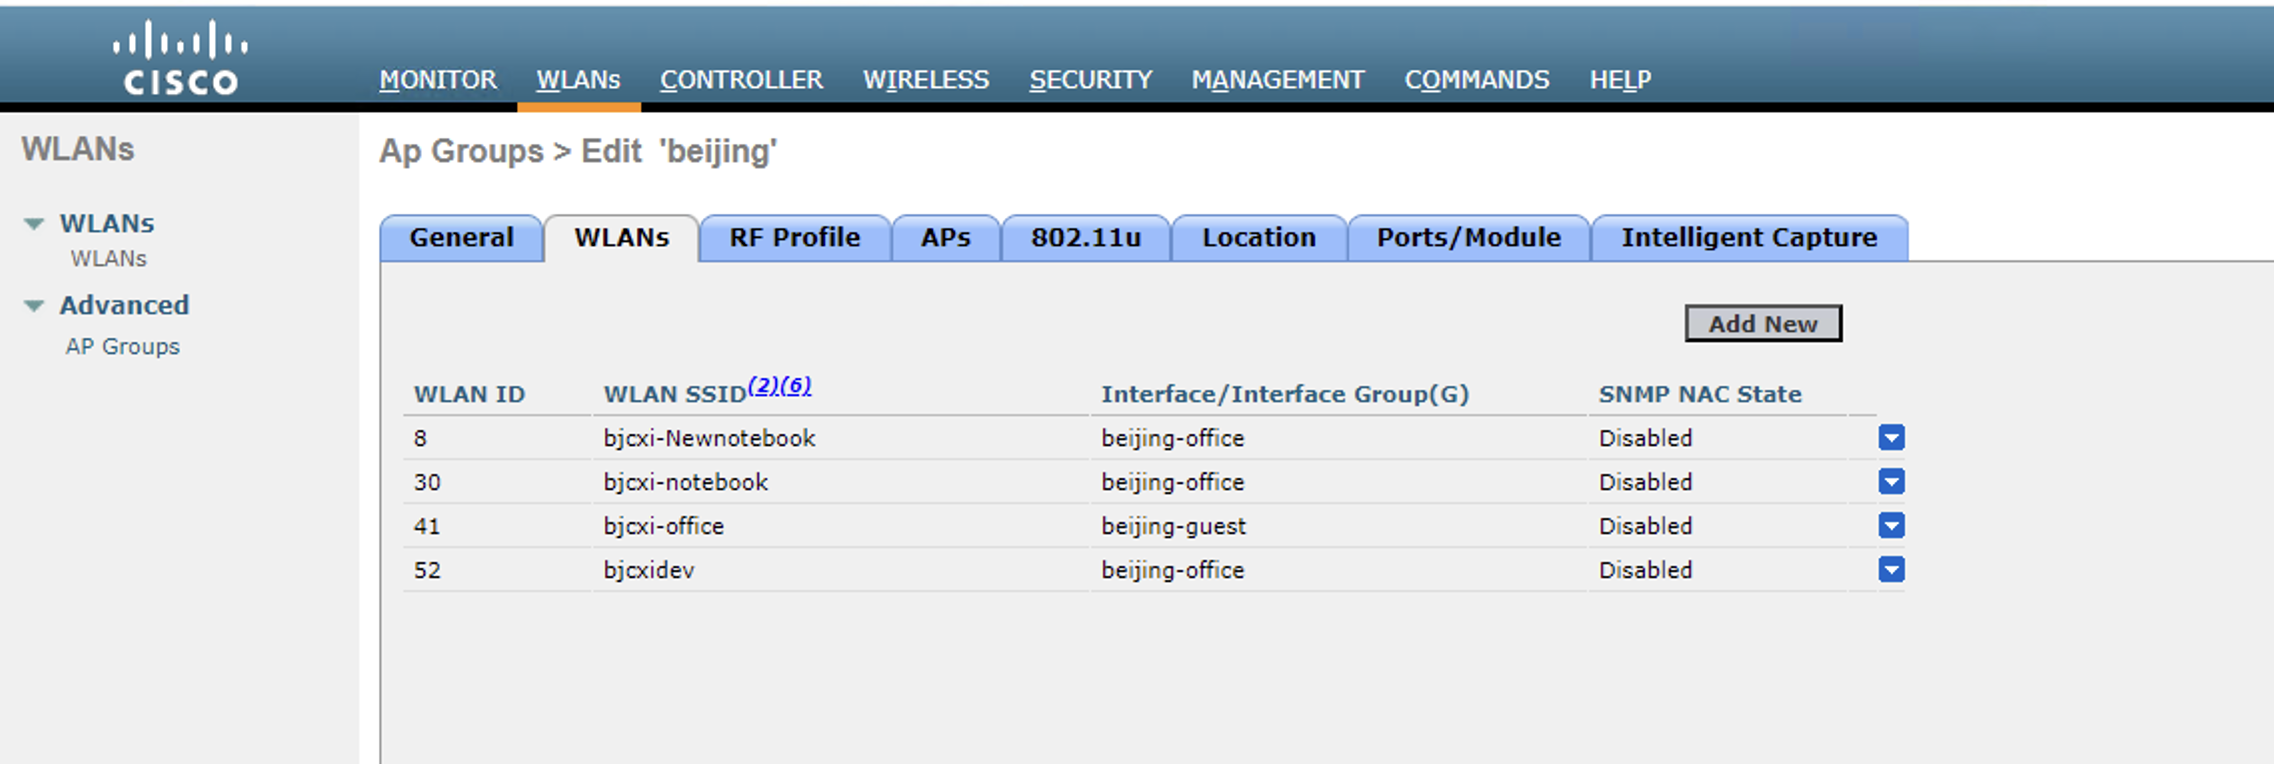 CISCO
MONITOR WLANs CONTROLLER WIRELESS SECURITY MANAGEMENT COMMANDS HELP
WLANs
WLANs
WLANs
Advanced
AP Groups
Ap Groups > Edit 'beijing'
General WLANs RF Profile APs 802.11u Location Ports/Module Intelligent Capture
Add New
WLAN ID WLAN SSID(2)(6) Interface/Interface Group(G) SNMP NAC State
8 bjcxi-Newnotebook beijing-office Disabled
30 bjcxi-notebook beijing-office Disabled
41 bjcxi-office beijing-guest Disabled
52 bjcxidev beijing-office Disabled